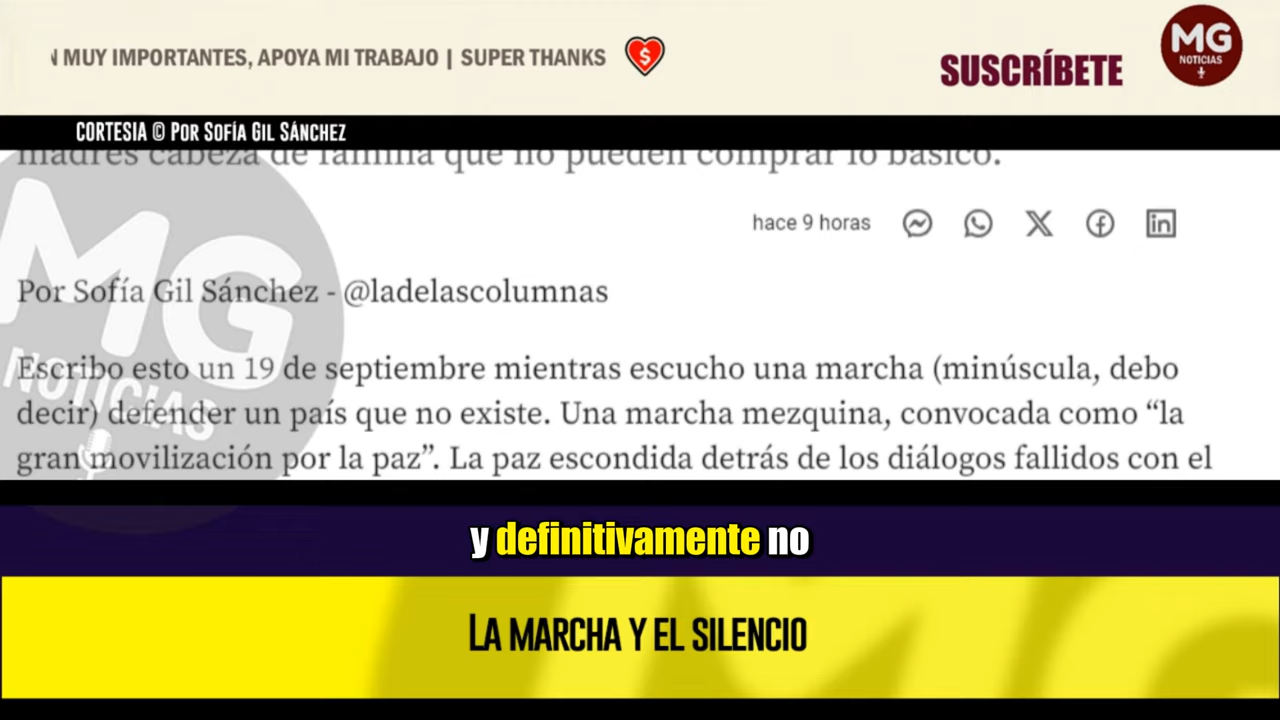 MUY IMPORTANTES, APOYA MI TRABAJO | SUPER THANKS
SUSCRÍBETE
MG
NOTICIAS
CORTESIA © POR SOFÍA GIL SÁNCHEZ
madres cabeza de familia que no pueden comprar lo básico.
hace 9 horas
Por Sofía Gil Sánchez - @ladelascolumnas
Escribo esto un 19 de septiembre mientras escucho una marcha (minúscula, debo
decir) defender un país que no existe. Una marcha mezquina, convocada como “la
gran movilización por la paz”. La paz escondida detrás de los diálogos fallidos con el
MG
NOTICIAS
y definitivamente no
LA MARCHA Y EL SILENCIO